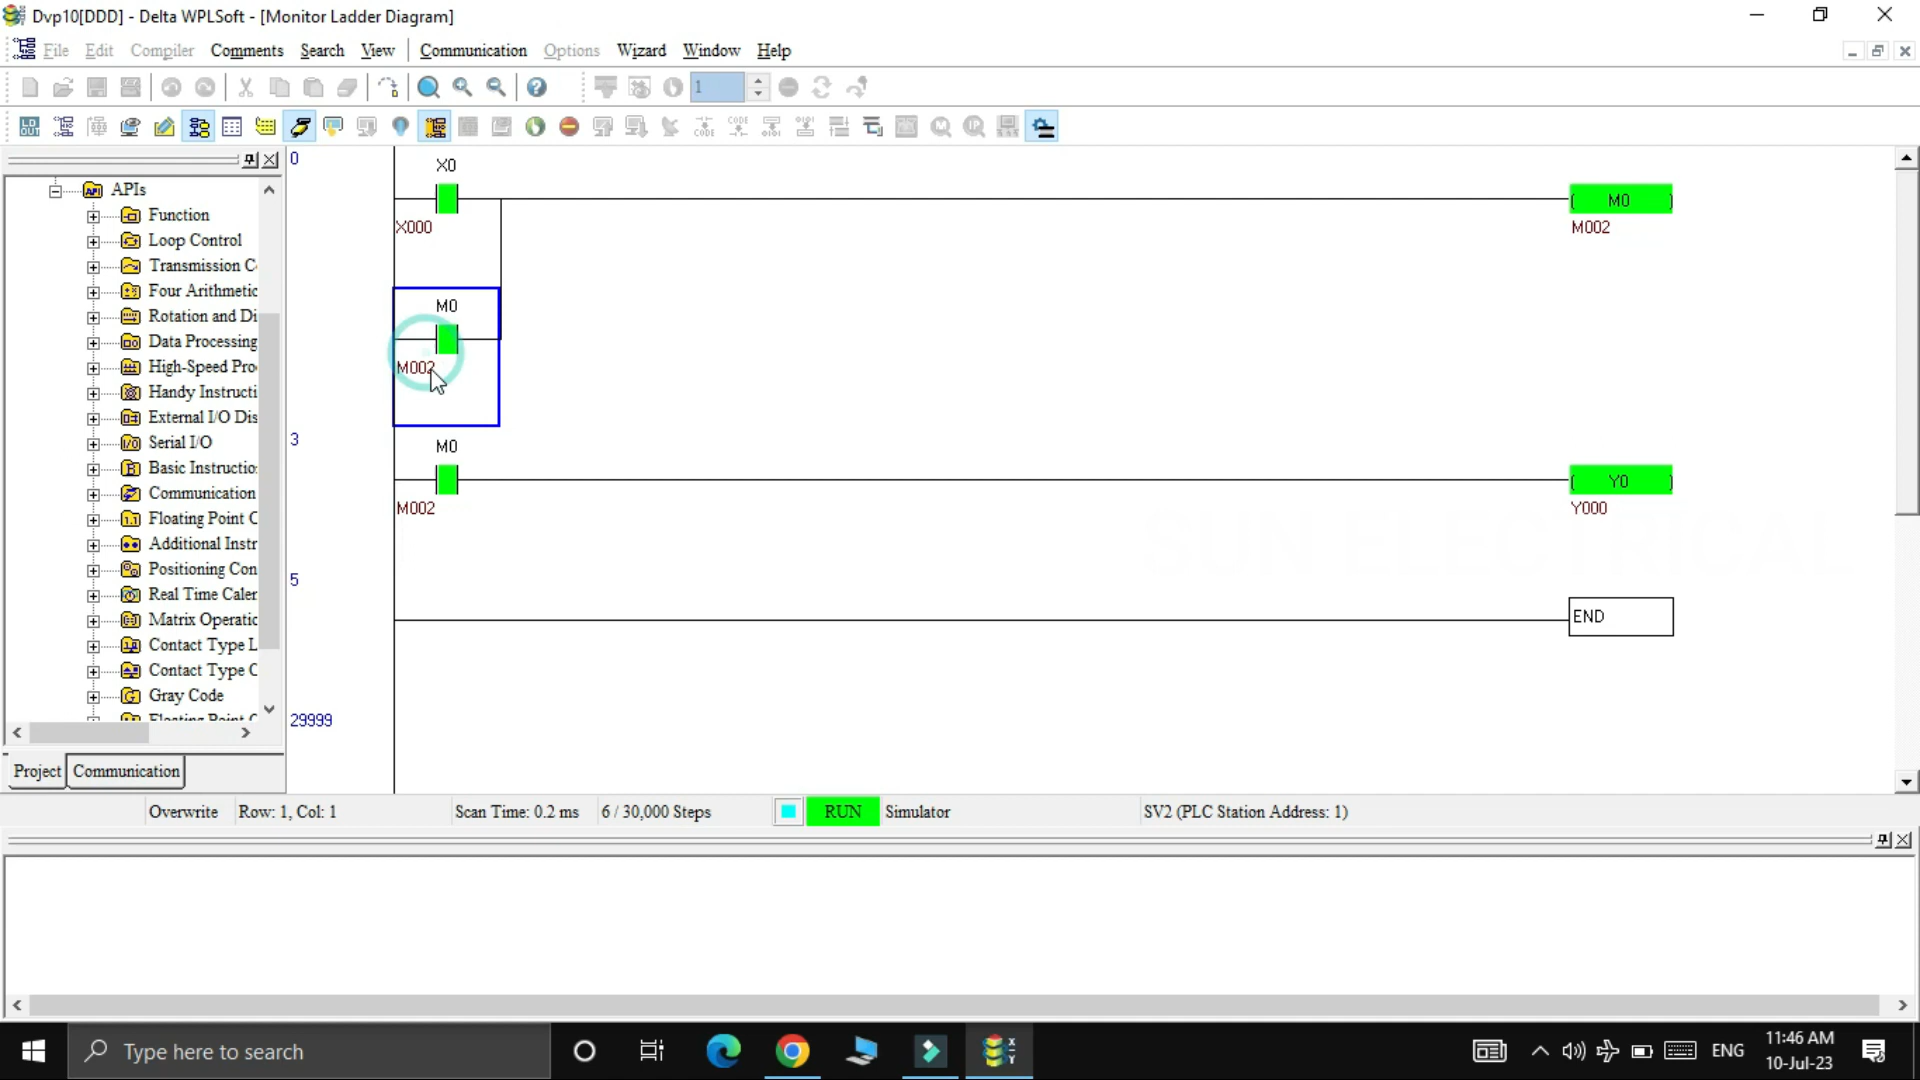 Dvp10[DDD] - Delta WPLSoft - [Monitor Ladder Diagram]
File Edit Compiler Comments Search View Communication Options Wizard Window Help
1
APIs
Function
Loop Control
Transmission C
Four Arithmetic
Rotation and Di
Data Processing
High-Speed Pro
Handy Instructi
External I/O Dis
Serial I/O
Basic Instructio
Communication
Floating Point C
Additional Instr
Positioning Con
Real Time Caler
Matrix Operatic
Contact Type L
Contact Type C
Gray Code
Floating Point C
Project Communication
0
X0
M0
X000
M002
M0
M002
3
M0
Y0
M002
Y000
SUN ELECTRICAL
5
END
29999
Overwrite Row: 1, Col: 1 Scan Time: 0.2 ms 6 / 30,000 Steps RUN Simulator SV2 (PLC Station Address: 1)
Type here to search
ENG
11:46 AM
10-Jul-23